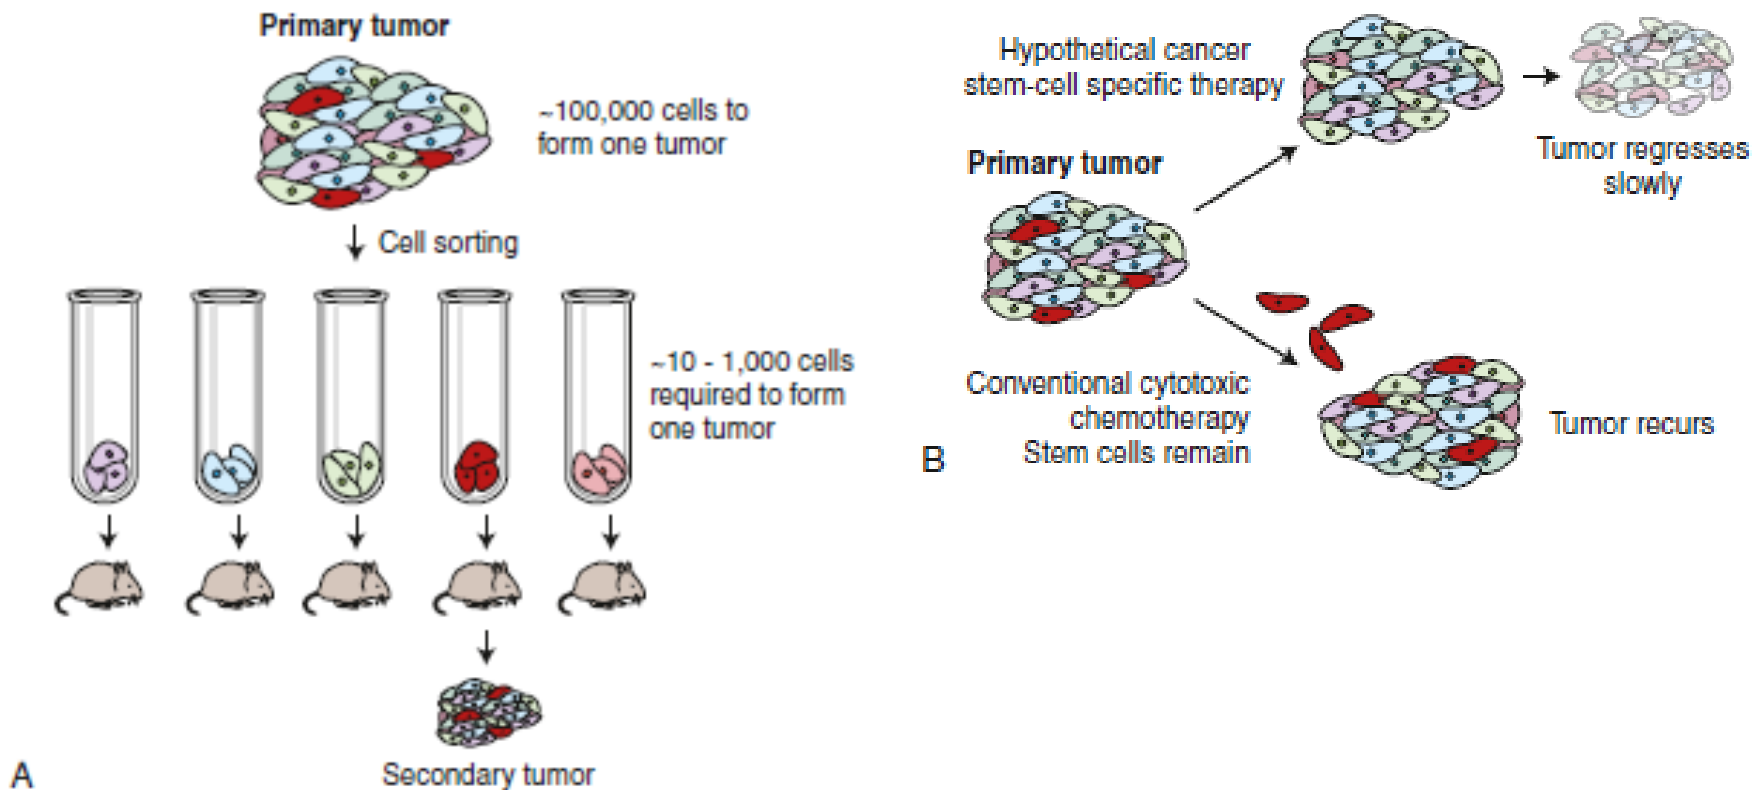 Primary tumor
~100,000 cells to
form one tumor
Cell sorting
~10 - 1,000 cells
required to form
one tumor
Secondary tumor
A
Hypothetical cancer
stem-cell specific therapy
Tumor regresses
slowly
Primary tumor
Conventional cytotoxic
chemotherapy
Stem cells remain
Tumor recurs
B